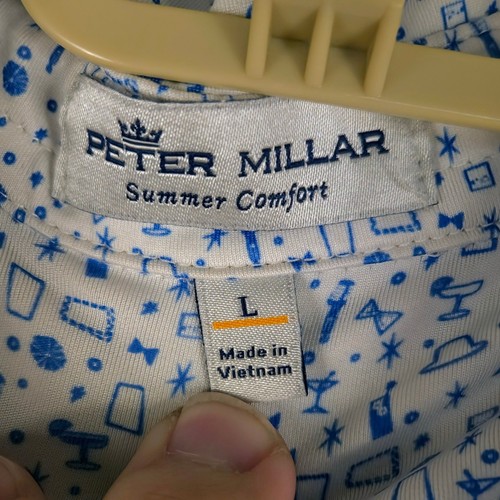 PETER MILLAR
Summer Comfort
L
Made in
Vietnam